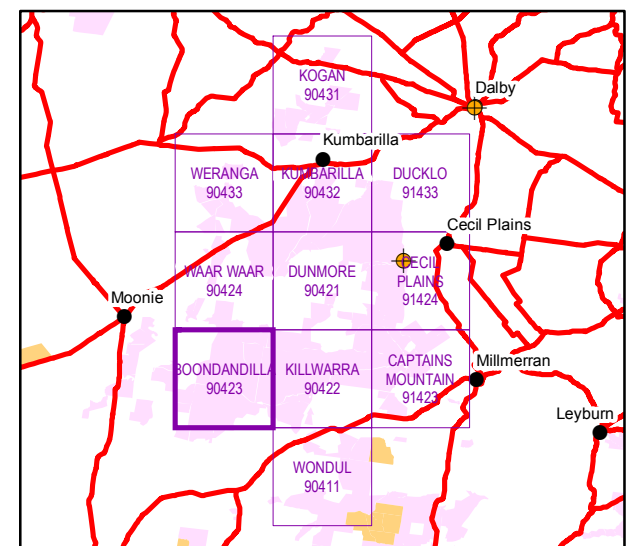 KOGAN
90431
Dalby
Kumbarilla
WERANGA
90433
KUMBARILLA
90432
DUCKLO
91433
Cecil Plains
WAAR WAAR
90424
DUNMORE
90421
CECIL
PLAINS
91424
Moonie
BOONDANDILLA
90423
KILLWARRA
90422
CAPTAINS
MOUNTAIN
91423
Millmerran
Leyburn
WONDUL
90411